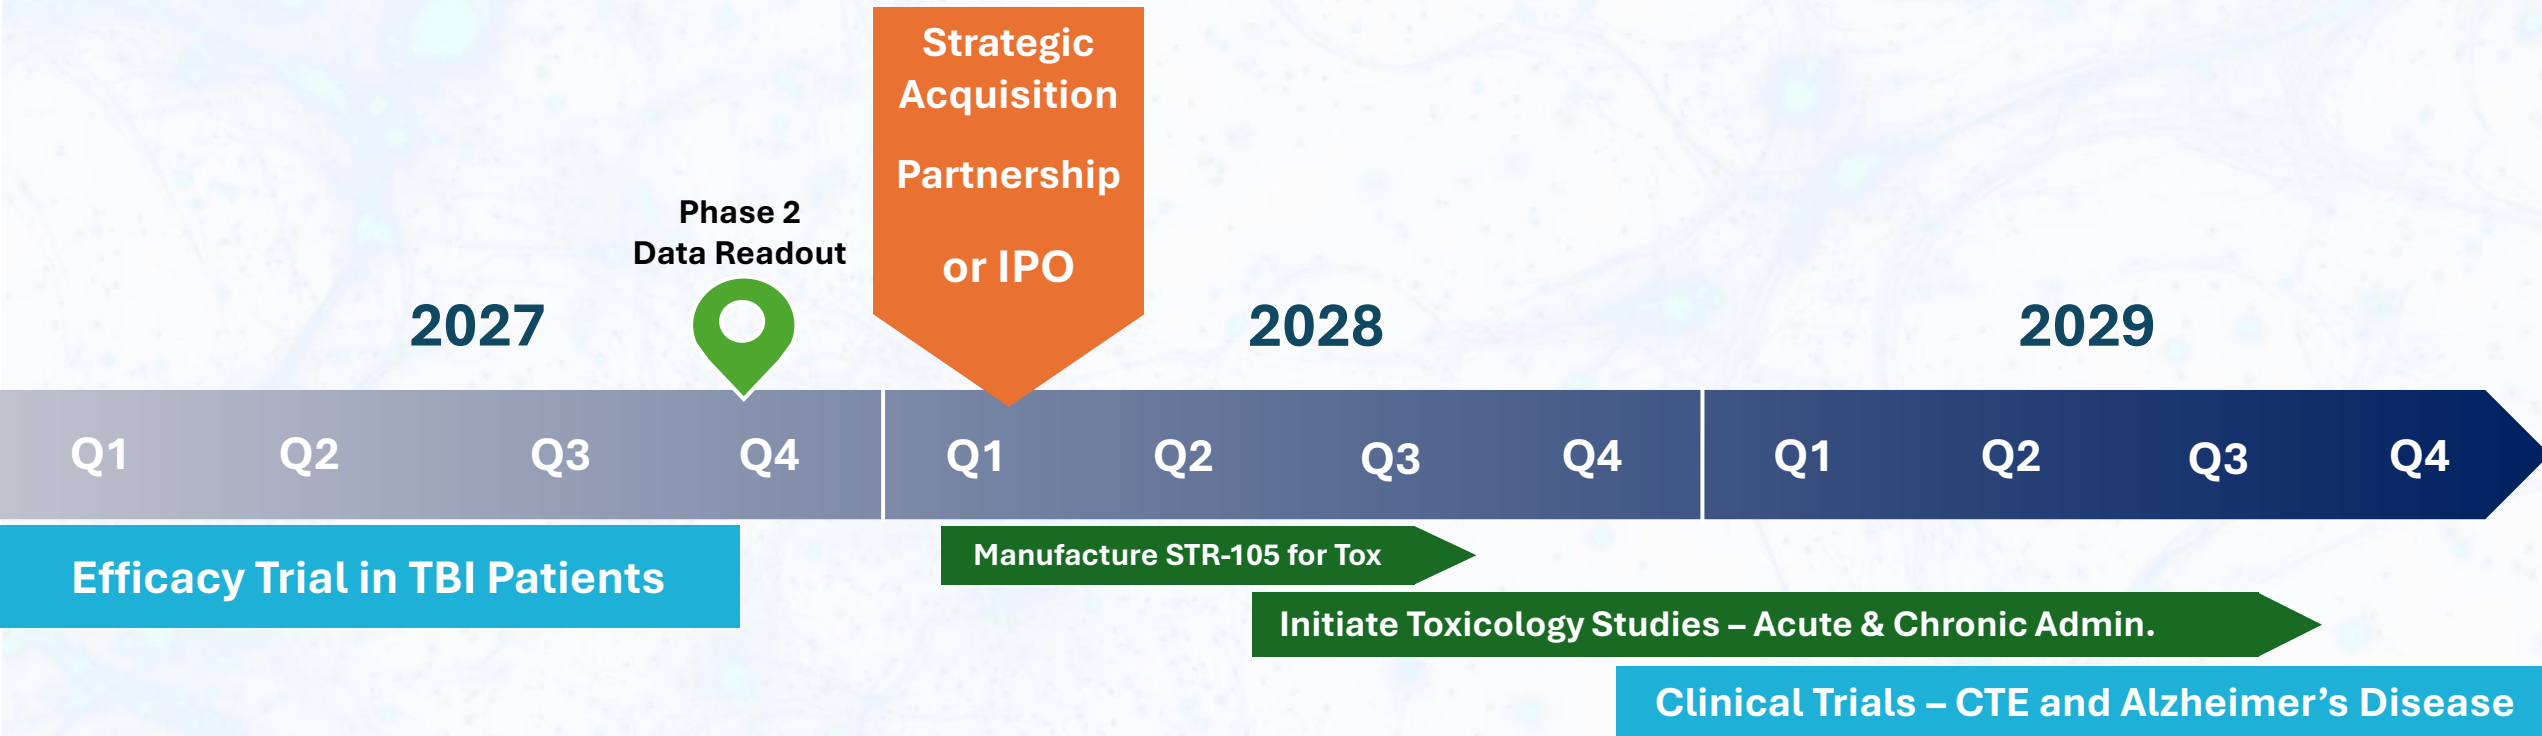 Strategic
Acquisition
Partnership
or IPO
Phase 2
Data Readout
2027
2028
2029
Q1 Q2 Q3 Q4 Q1 Q2 Q3 Q4 Q1 Q2 Q3 Q4
Efficacy Trial in TBI Patients
Manufacture STR-105 for Tox
Initiate Toxicology Studies – Acute & Chronic Admin.
Clinical Trials – CTE and Alzheimer’s Disease